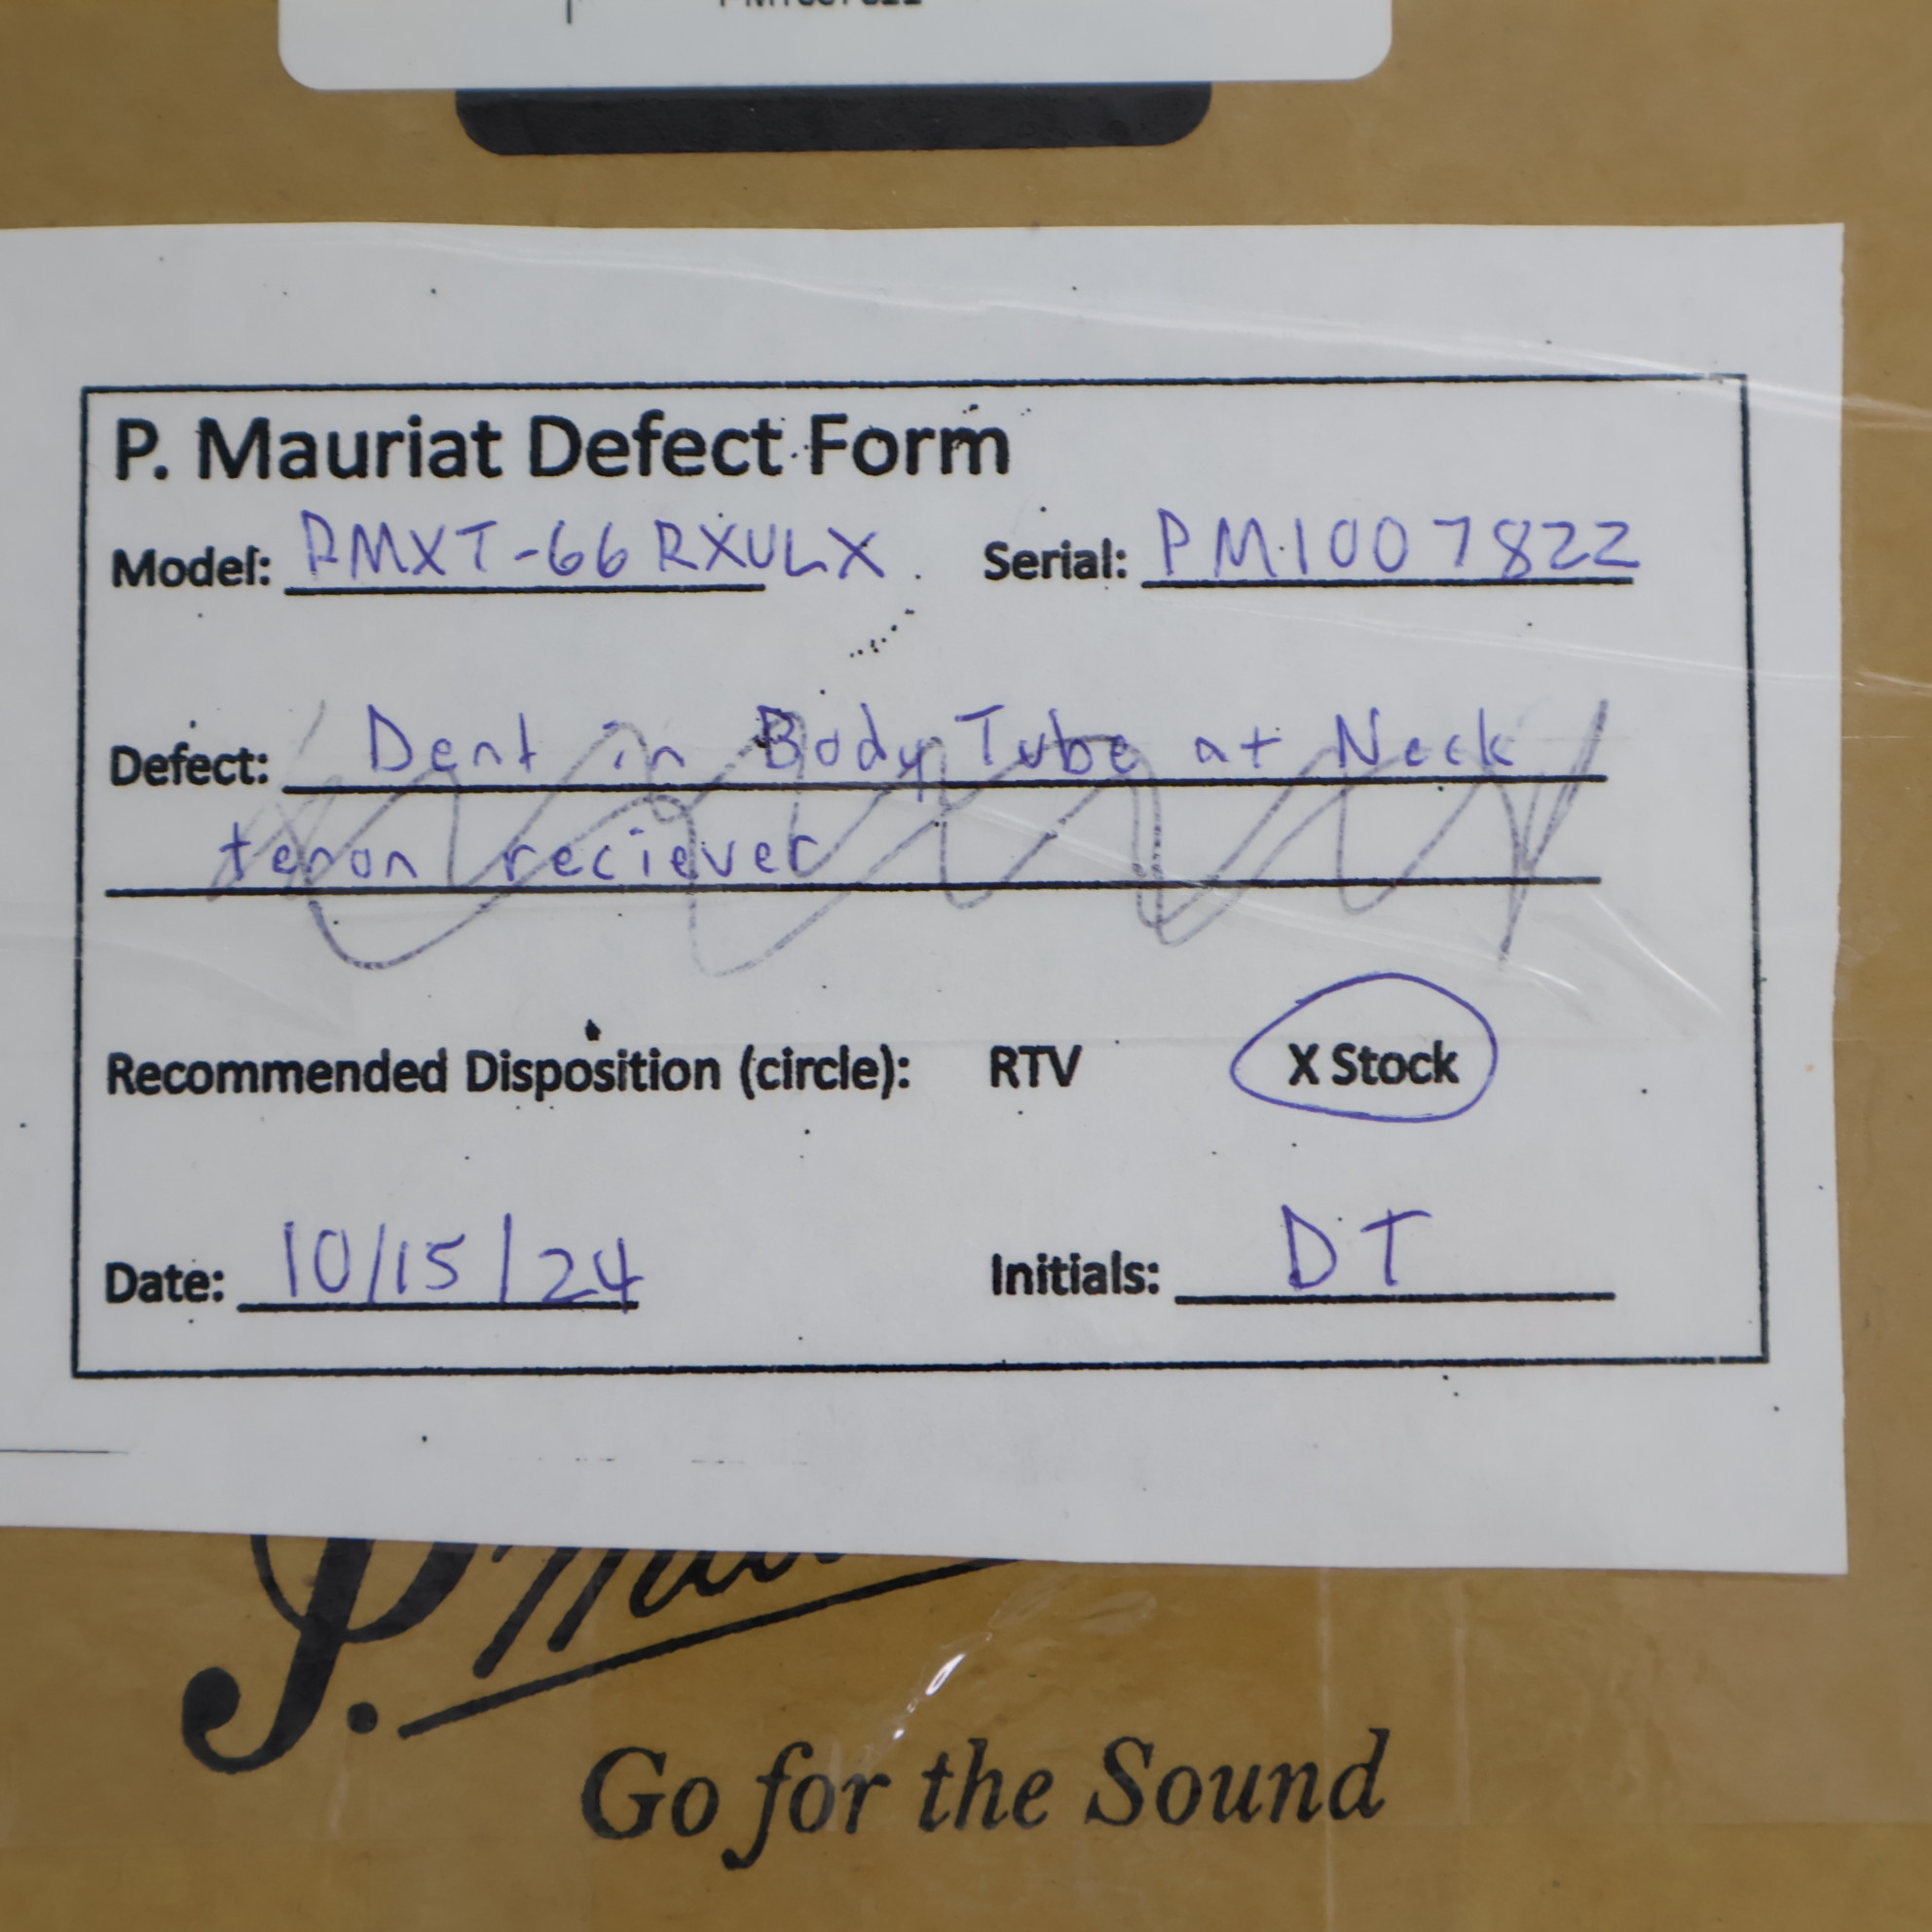 P. Mauriat Defect Form
Model: PMXT-66RXULX Serial: PM1007822
Defect: Dent in Body Tube at Neck
tenon reciever
Recommended Disposition (circle): RTV X Stock
Date: 10/15/24 Initials: DT
P.
Go for the Sound